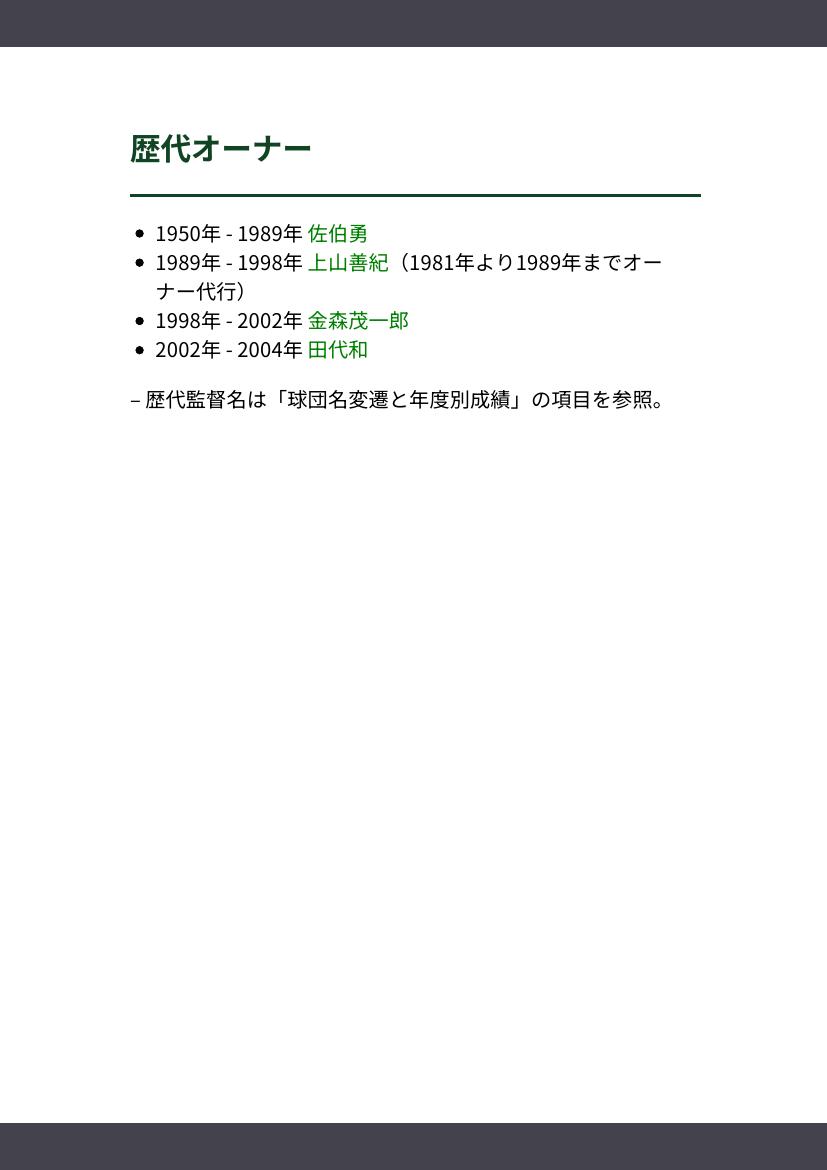 歴代オーナー
1950年 - 1989年 佐伯勇
1989年 - 1998年 上山善紀（1981年より1989年までオー
ナー代行）
1998年 - 2002年 金森茂一郎
2002年 - 2004年 田代和
– 歴代監督名は「球団名変遷と年度別成績」の項目を参照。